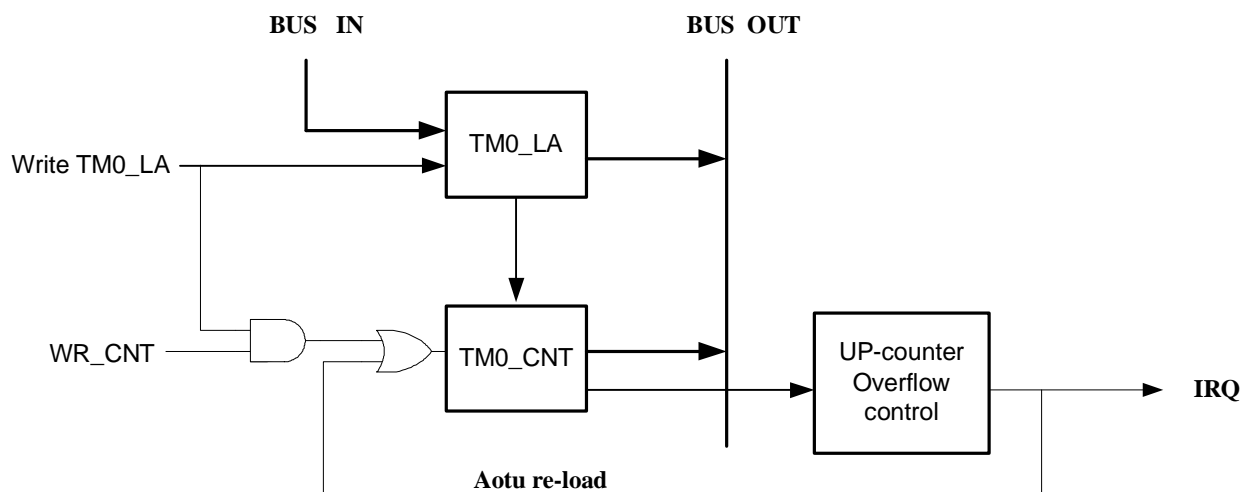 BUS IN
BUS OUT
TM0_LA
Write TM0_LA
WR_CNT
TM0_CNT
UP-counter
Overflow
control
IRQ
Aotu re-load